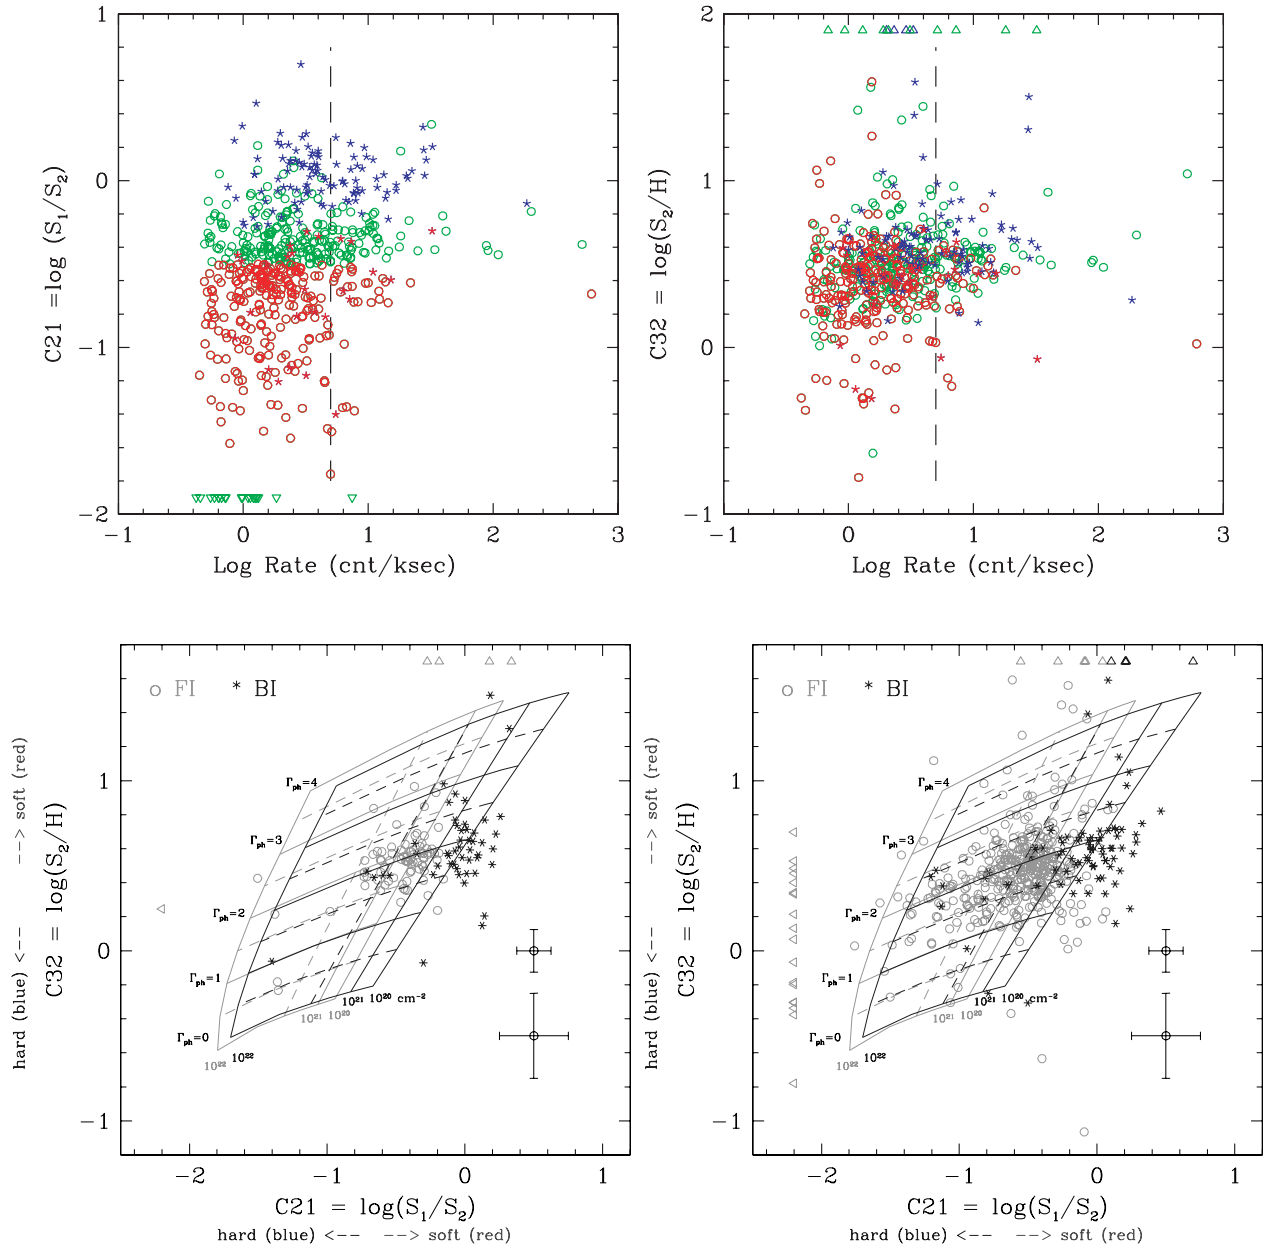 1
0
−1
−2
C21 =log (S₁/S₂)
−1
0
1
2
3
Log Rate (cnt/ksec)
2
1
0
−1
C32 = log(S₂/H)
−1
0
1
2
3
Log Rate (cnt/ksec)
FI
BI
1
0
−1
hard (blue) <-- --> soft (red)
C32 = log(S₂/H)
Γph=4
Γph=3
Γph=2
Γph=1
Γph=0
10²² 10²²
10²¹ 10²⁰ cm⁻²
10²¹ 10²⁰
−2
−1
0
1
C21 = log(S₁/S₂)
hard (blue) <-- --> soft (red)
FI
BI
1
0
−1
hard (blue) <-- --> soft (red)
C32 = log(S₂/H)
Γph=4
Γph=3
Γph=2
Γph=1
Γph=0
10²² 10²²
10²¹ 10²⁰ cm⁻²
10²¹ 10²⁰
−2
−1
0
1
C21 = log(S₁/S₂)
hard (blue) <-- --> soft (red)